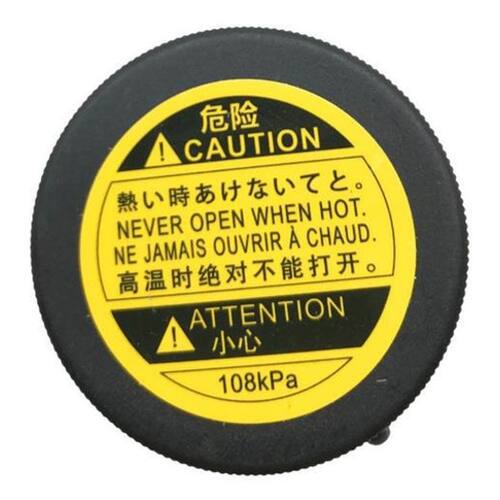 危险
CAUTION
熱い時あけないてと。
NEVER OPEN WHEN HOT.
NE JAMAIS OUVRIR À CHAUD.
高温时绝对不能打开。
ATTENTION
小心
108kPa